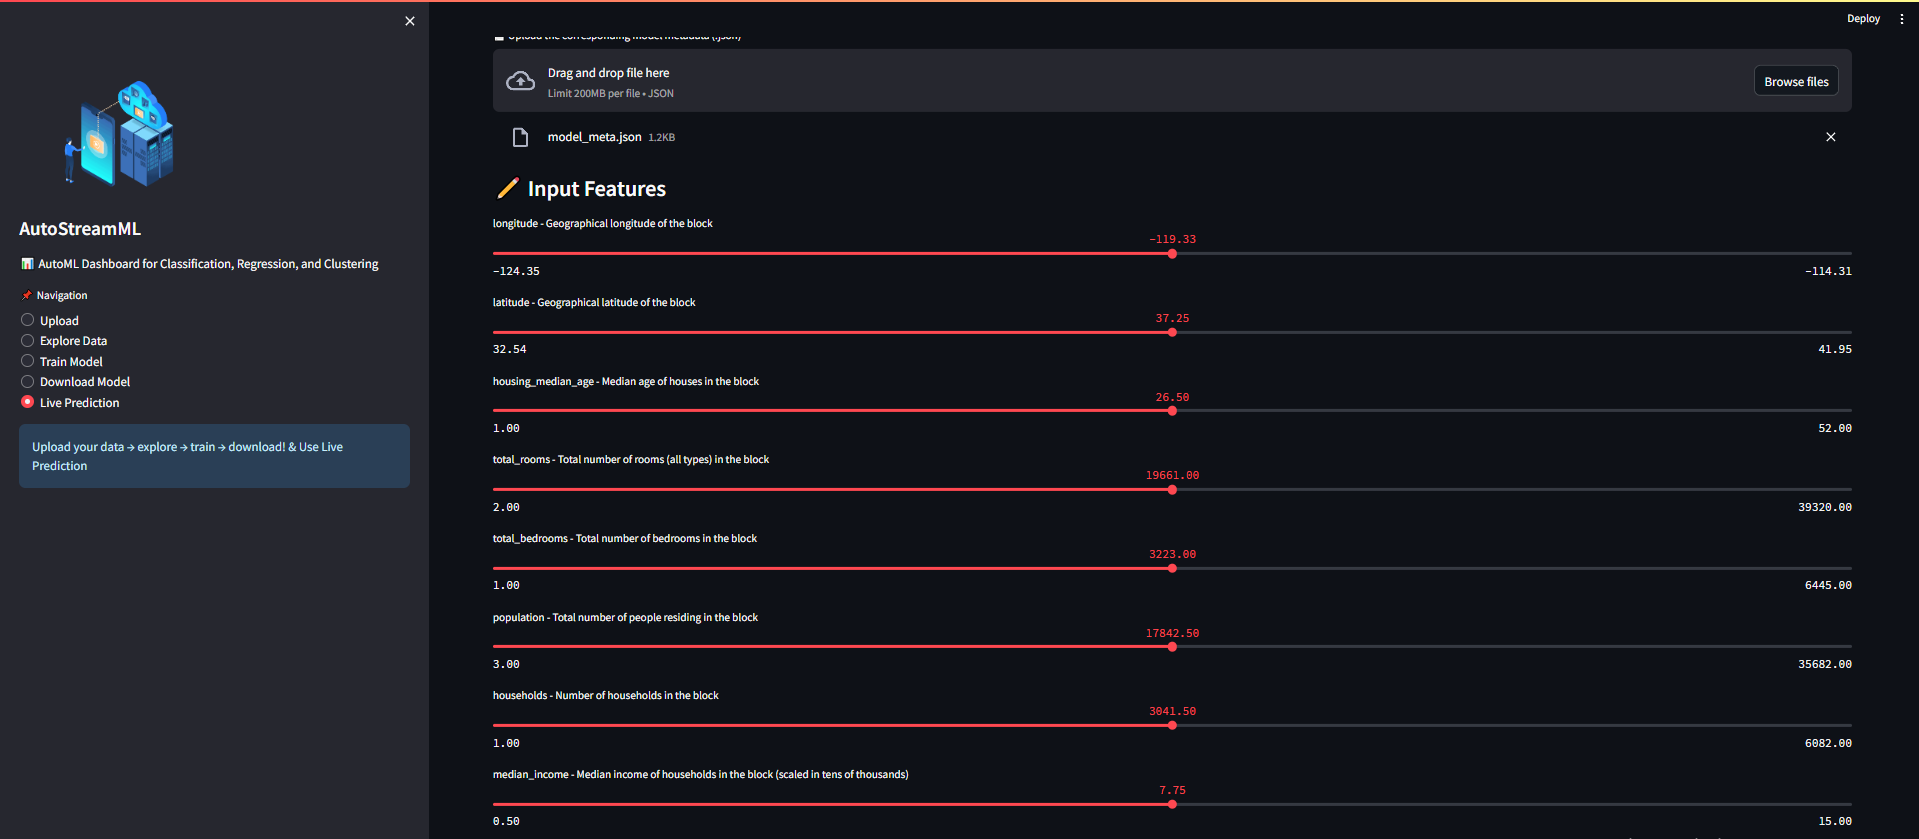 Deploy
Upload the corresponding model metadata (.json)
Drag and drop file here
Limit 200MB per file • JSON
Browse files
model_meta.json 1.2KB
AutoStreamML
AutoML Dashboard for Classification, Regression, and Clustering
Navigation
Upload
Explore Data
Train Model
Download Model
Live Prediction
Upload your data → explore → train → download! & Use Live
Prediction
Input Features
longitude - Geographical longitude of the block
-119.33
-124.35
-114.31
latitude - Geographical latitude of the block
37.25
32.54
41.95
housing_median_age - Median age of houses in the block
26.50
1.00
52.00
total_rooms - Total number of rooms (all types) in the block
19661.00
2.00
39320.00
total_bedrooms - Total number of bedrooms in the block
3223.00
1.00
6445.00
population - Total number of people residing in the block
17842.50
3.00
35682.00
households - Number of households in the block
3041.50
1.00
6082.00
median_income - Median income of households in the block (scaled in tens of thousands)
7.75
0.50
15.00